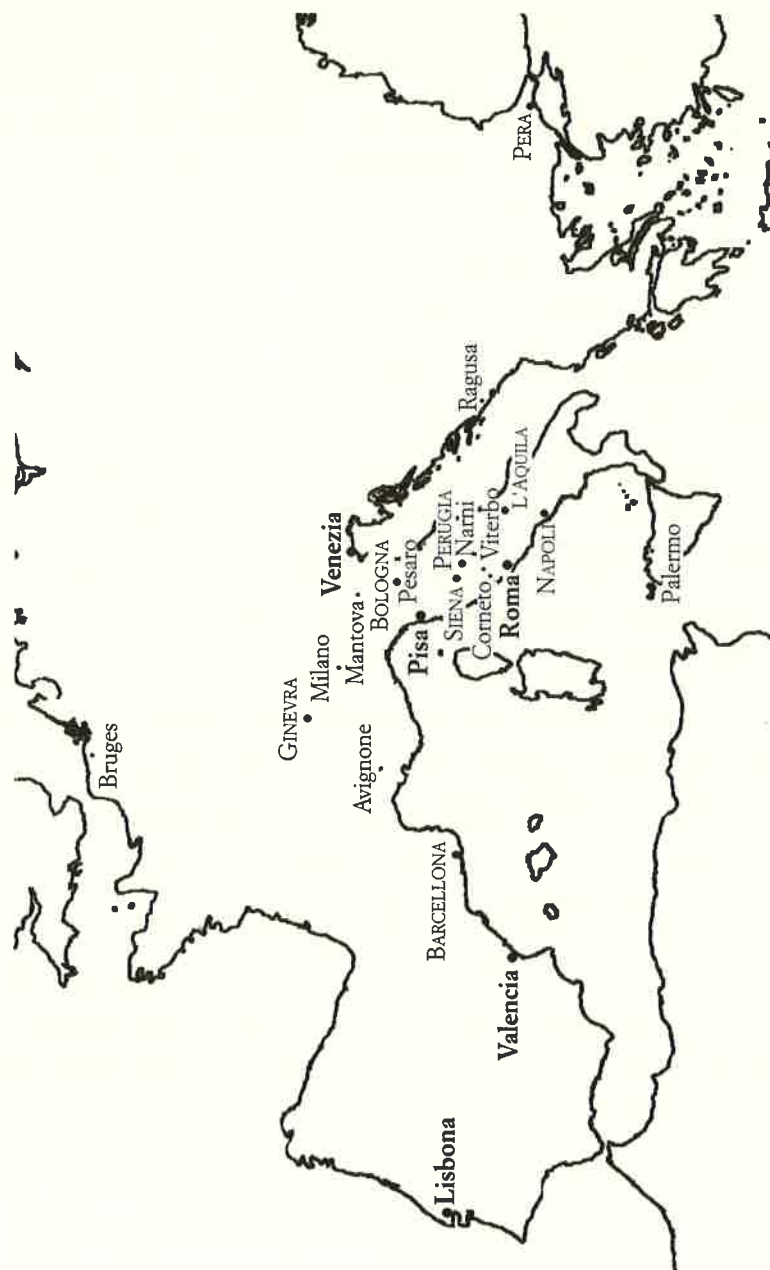 Bruges
GINEVRA
Milano
Mantova
Venezia
Avignone
BOLOGNA
Pesaro
Pisa
SIENA
PERUGIA
Narni
Corneto
Viterbo
Roma
L'AQUILA
NAPOLI
Ragusa
PERA
Palermo
BARCELLONA
Valencia
Lisbona